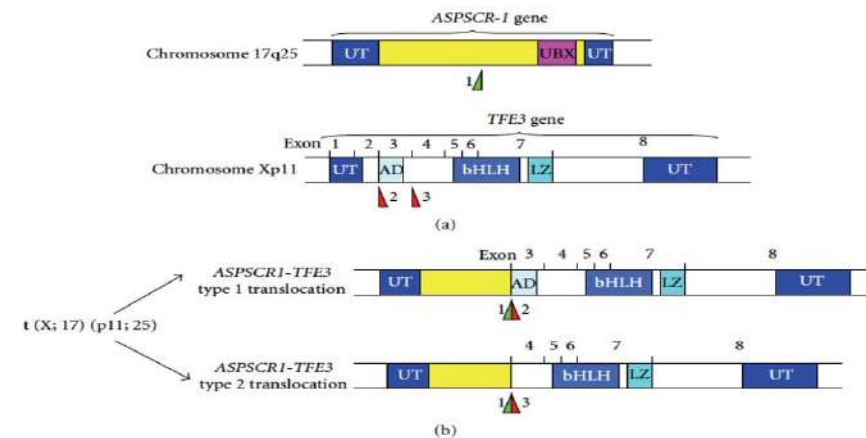 ASPSCR-1 gene
Chromosome 17q25 UT UBX UT
1
TFE3 gene
Exon 1 2 3 4 5 6 7 8
Chromosome Xp11 UT AD bHLH LZ UT
2 3
(a)
Exon 3 4 5 6 7 8
ASPSCR1-TFE3
type 1 translocation
UT AD bHLH LZ UT
1 2
t (X; 17) (p11; 25)
4 5 6 7 8
ASPSCR1-TFE3
type 2 translocation
UT bHLH LZ UT
1 3
(b)